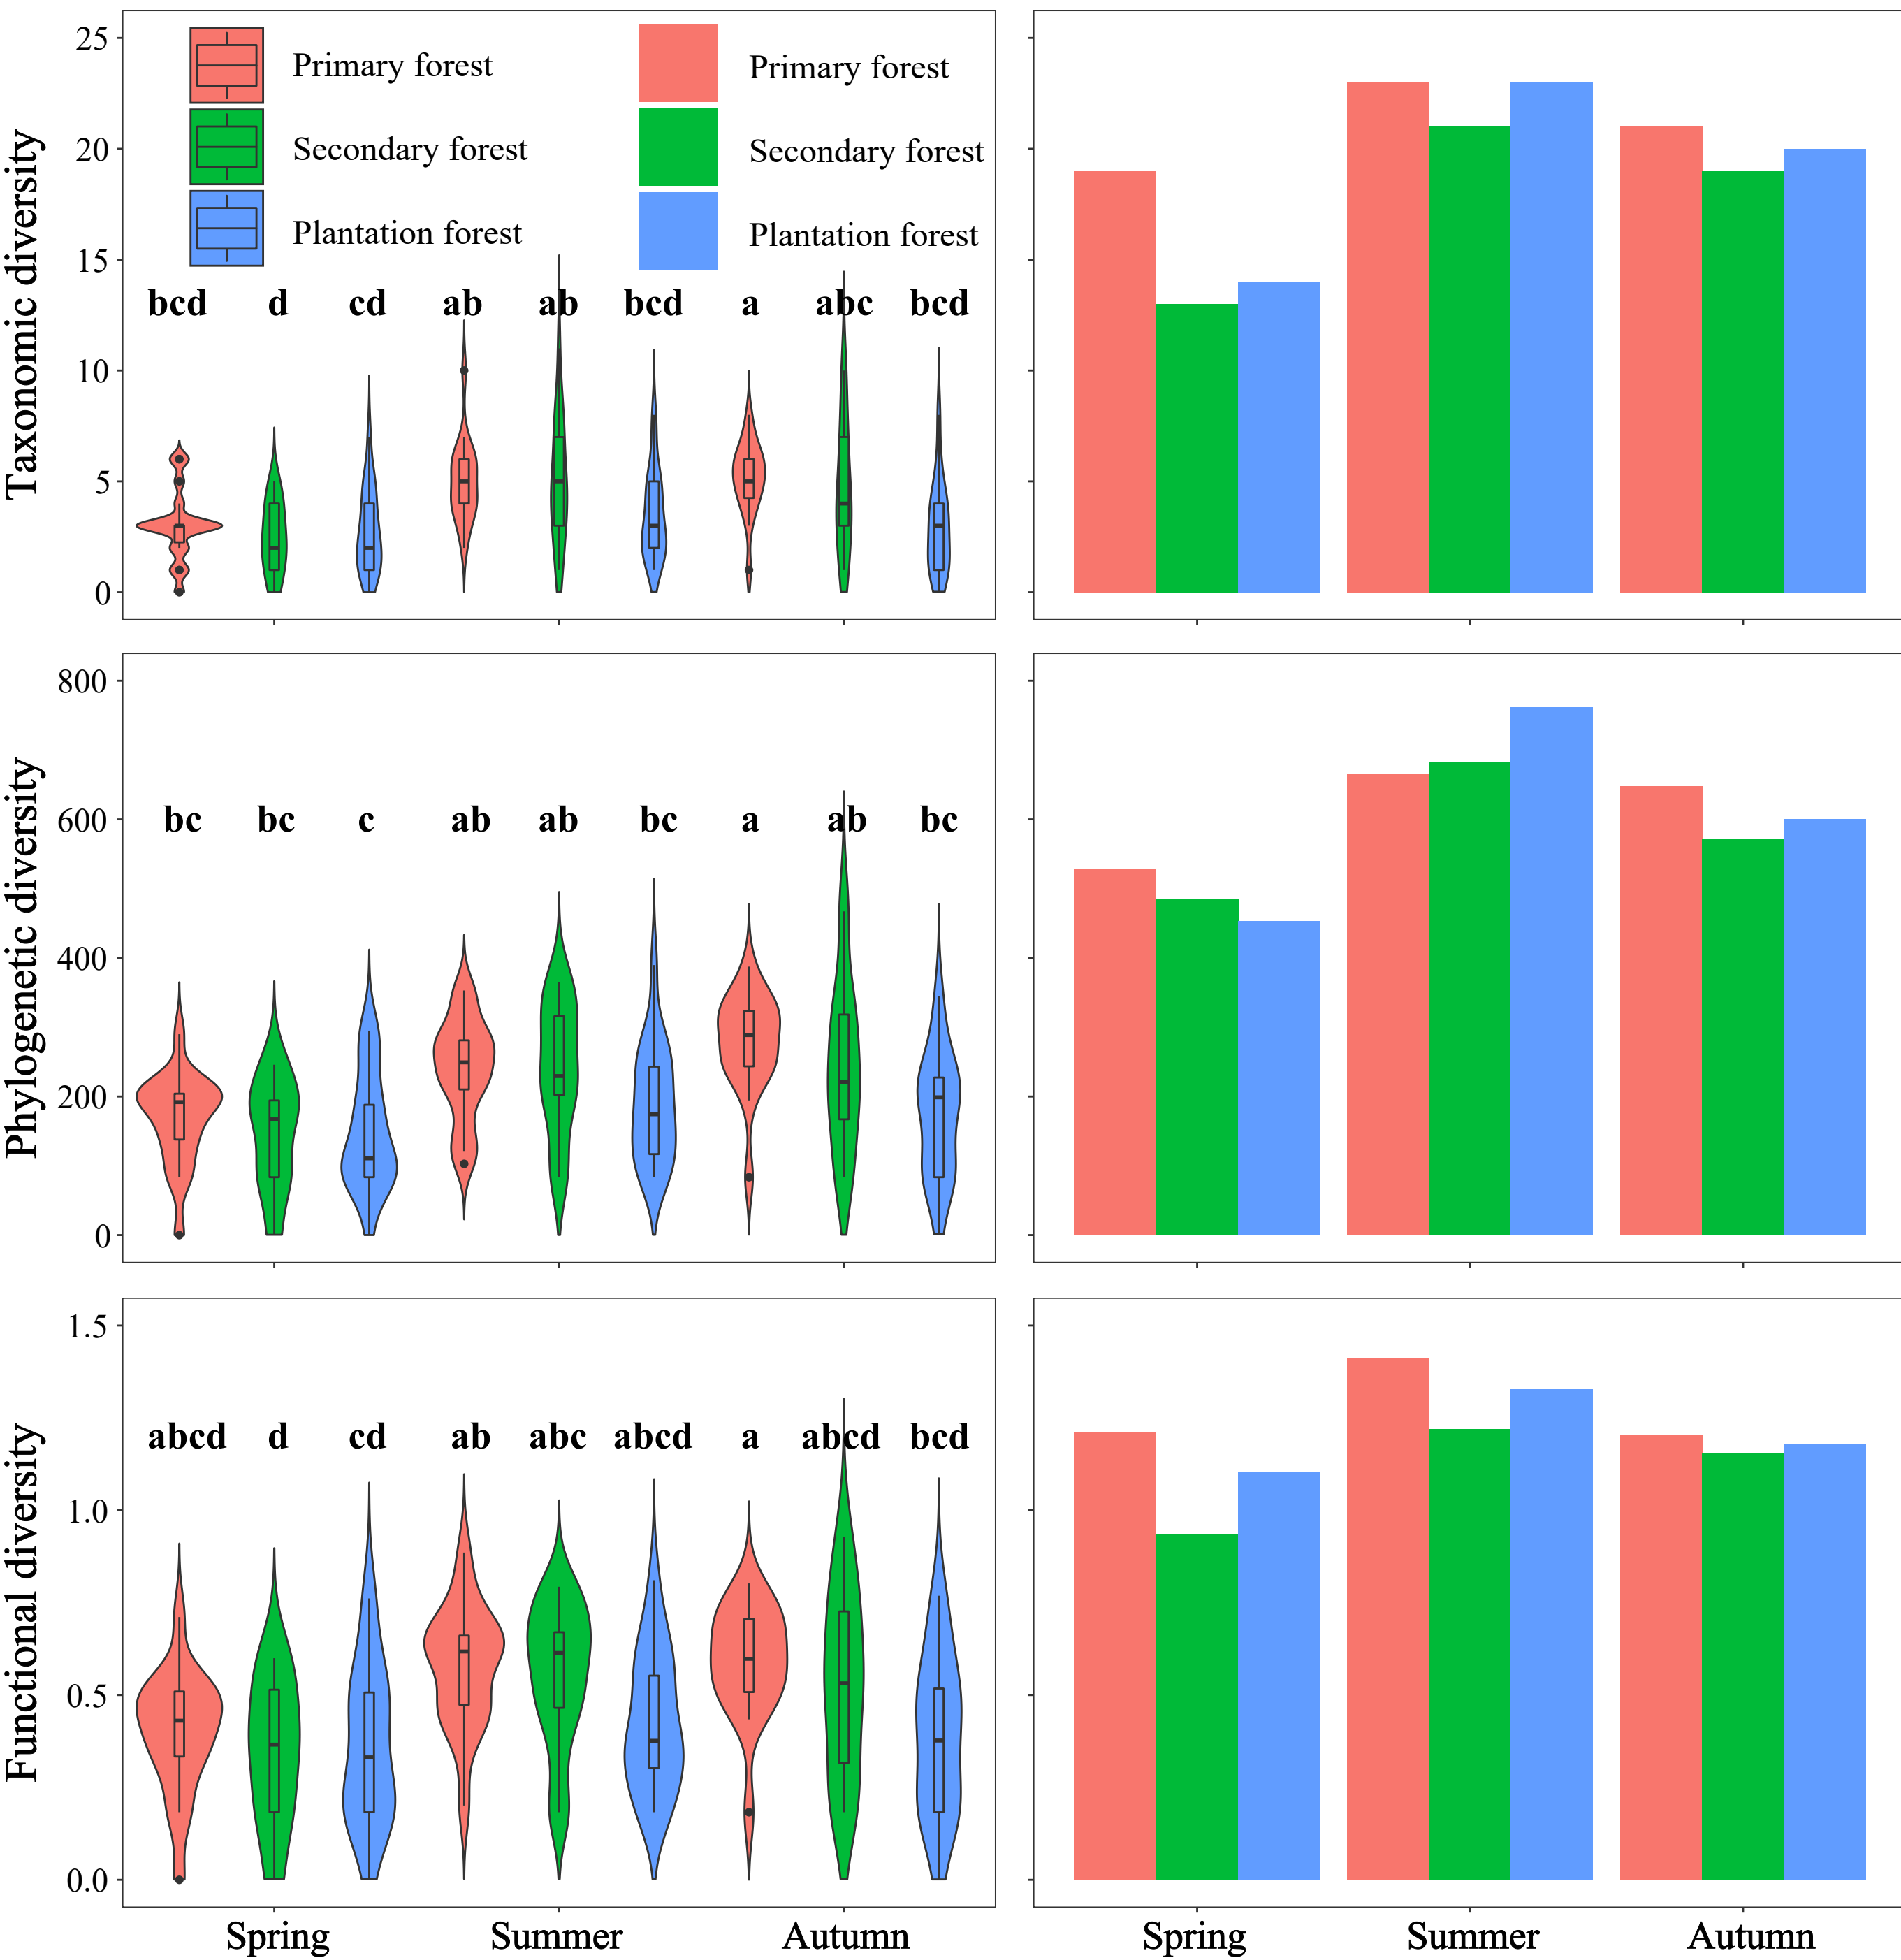 Taxonomic diversity
25
20
15
10
5
0
Primary forest
Secondary forest
Plantation forest
Primary forest
Secondary forest
Plantation forest
bcd d cd ab ab bcd a abc bcd
Phylogenetic diversity
800
600
400
200
0
bc bc c ab ab bc a ab bc
Functional diversity
1.5
1.0
0.5
0.0
abcd d cd ab abc abcd a abcd bcd
Spring Summer Autumn
Spring Summer Autumn